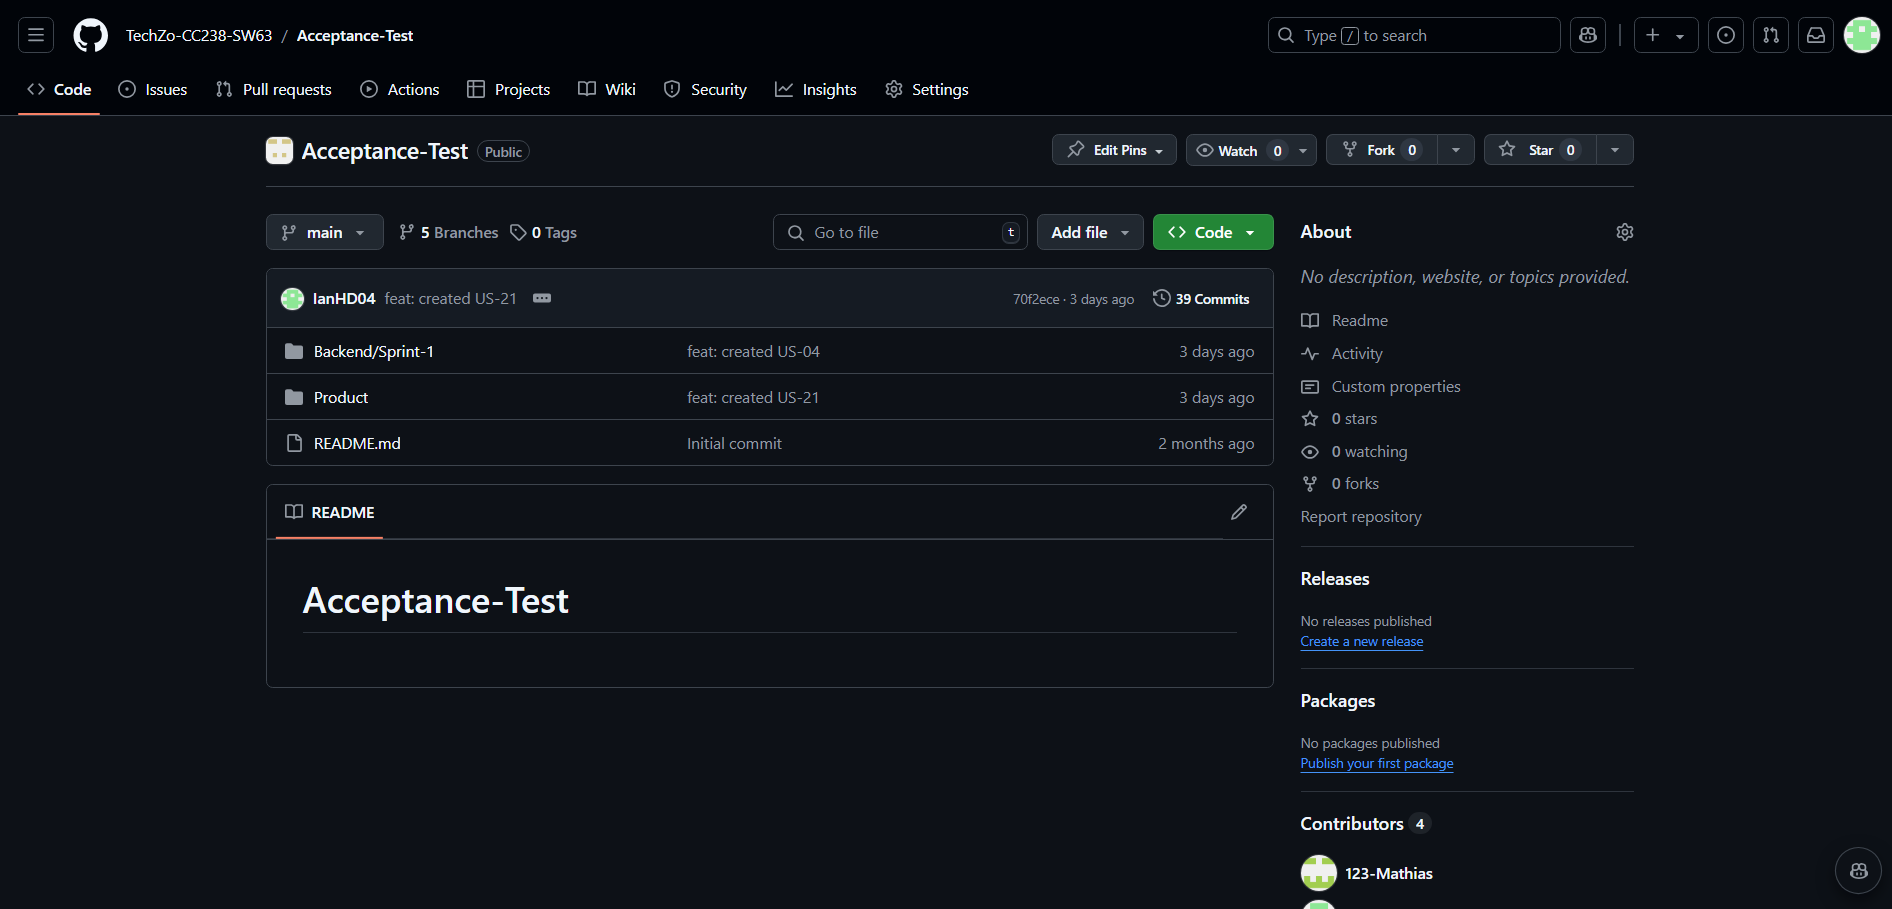 TechZo-CC238-SW63 / Acceptance-Test
Type / to search
Code Issues Pull requests Actions Projects Wiki Security Insights Settings
Acceptance-Test Public
Edit Pins Watch 0 Fork 0 Star 0
main 5 Branches 0 Tags Go to file t Add file Code
IanHD04 feat: created US-21 70f2ece · 3 days ago 39 Commits
Backend/Sprint-1 feat: created US-04 3 days ago
Product feat: created US-21 3 days ago
README.md Initial commit 2 months ago
README
Acceptance-Test
About
No description, website, or topics provided.
Readme
Activity
Custom properties
0 stars
0 watching
0 forks
Report repository
Releases
No releases published
Create a new release
Packages
No packages published
Publish your first package
Contributors 4
123-Mathias